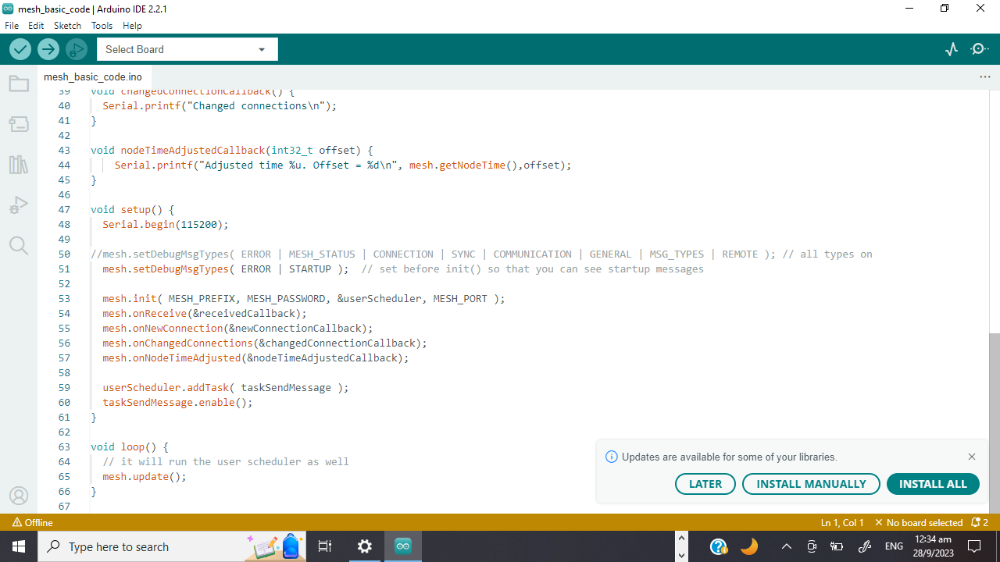 mesh_basic_code | Arduino IDE 2.2.1
File Edit Sketch Tools Help
Select Board
mesh_basic_code.ino
39 void changedConnectionCallback() {
40 Serial.printf("Changed connections\n");
41 }
42
43 void nodeTimeAdjustedCallback(int32_t offset) {
44 Serial.printf("Adjusted time %u. Offset = %d\n", mesh.getNodeTime(),offset);
45 }
46
47 void setup() {
48 Serial.begin(115200);
49
50 //mesh.setDebugMsgTypes( ERROR | MESH_STATUS | CONNECTION | SYNC | COMMUNICATION | GENERAL | MSG_TYPES | REMOTE ); // all types on
51 mesh.setDebugMsgTypes( ERROR | STARTUP ); // set before init() so that you can see startup messages
52
53 mesh.init( MESH_PREFIX, MESH_PASSWORD, &userScheduler, MESH_PORT );
54 mesh.onReceive(&receivedCallback);
55 mesh.onNewConnection(&newConnectionCallback);
56 mesh.onChangedConnections(&changedConnectionCallback);
57 mesh.onNodeTimeAdjusted(&nodeTimeAdjustedCallback);
58
59 userScheduler.addTask( taskSendMessage );
60 taskSendMessage.enable();
61 }
62
63 void loop() {
64 // it will run the user scheduler as well
65 mesh.update();
66 }
67
Updates are available for some of your libraries.
LATER INSTALL MANUALLY INSTALL ALL
Offline Ln 1, Col 1 No board selected 2
Type here to search
ENG 12:34 am
28/9/2023